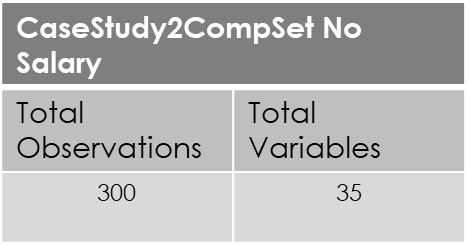 CaseStudy2CompSet No
Salary
Total
Observations
Total
Variables
300
35